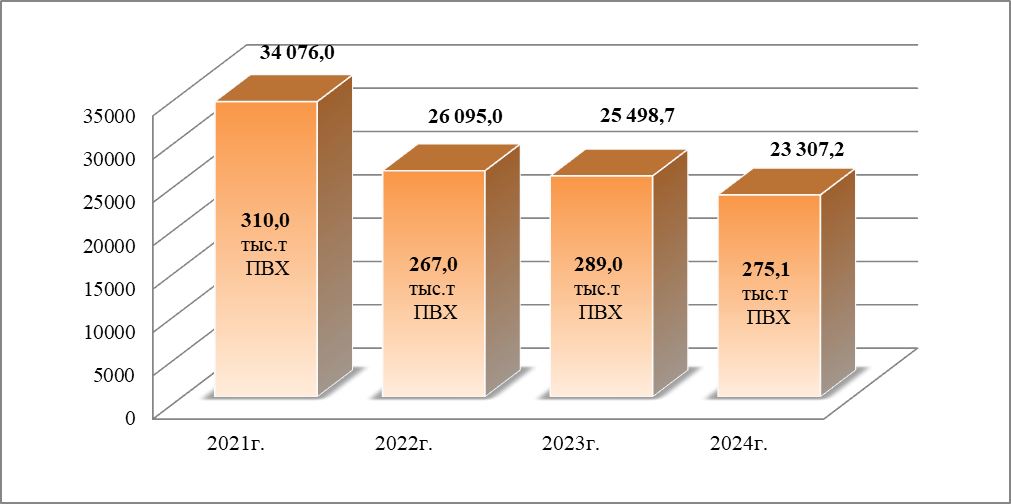 34 076,0
26 095,0
25 498,7
23 307,2
35000
30000
25000
20000
15000
10000
5000
0
310,0
тыс.т
ПВХ
267,0
тыс.т
ПВХ
289,0
тыс.т
ПВХ
275,1
тыс.т
ПВХ
2021г.
2022г.
2023г.
2024г.